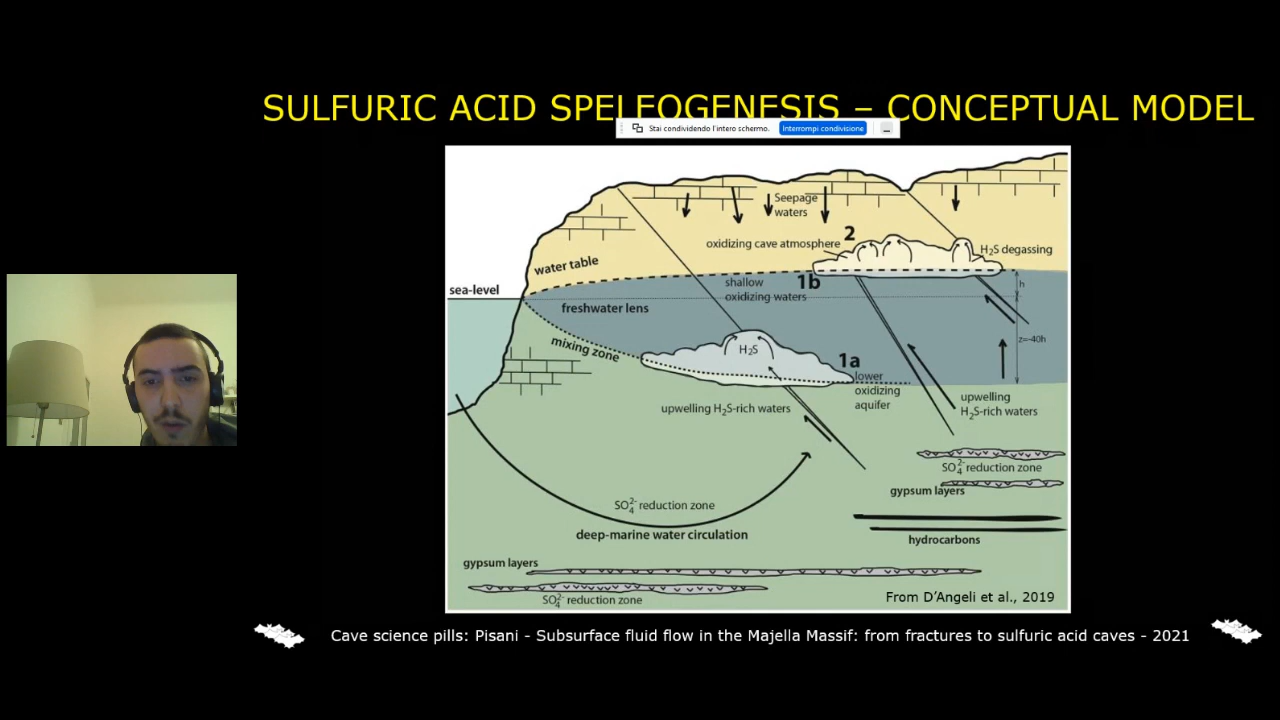 SULFURIC ACID SPELEOGENESIS – CONCEPTUAL MODEL
Stai condividendo l'intero schermo. Interrompi condivisione
Seepage
waters
oxidizing cave atmosphere 2
H₂S degassing
water table
sea-level
shallow 1b
oxidizing waters
h
freshwater lens
mixing zone
H₂S
z=-40h
1a
lower
oxidizing
aquifer
upwelling H₂S-rich waters
upwelling
H₂S-rich waters
SO₄²⁻ reduction zone
gypsum layers
SO₄²⁻ reduction zone
deep-marine water circulation
hydrocarbons
gypsum layers
SO₄²⁻ reduction zone
From D'Angeli et al., 2019
Cave science pills: Pisani - Subsurface fluid flow in the Majella Massif: from fractures to sulfuric acid caves - 2021